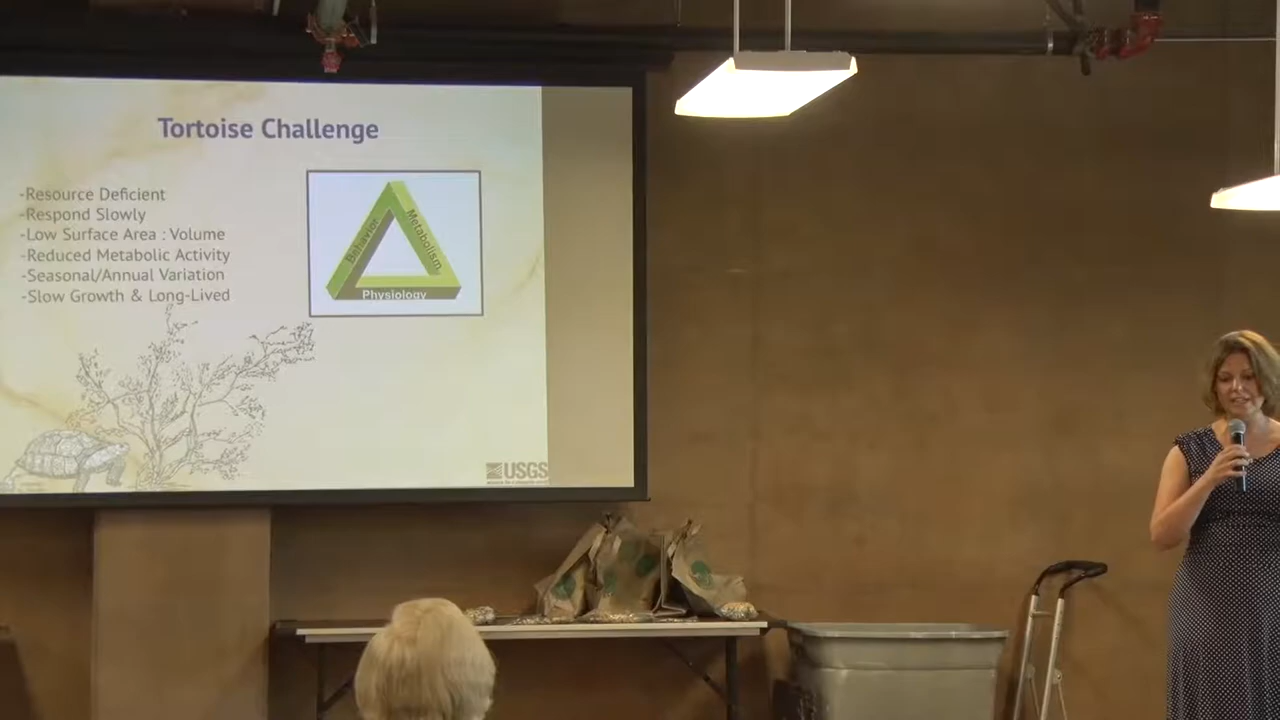 Tortoise Challenge
-Resource Deficient
-Respond Slowly
-Low Surface Area : Volume
-Reduced Metabolic Activity
-Seasonal/Annual Variation
-Slow Growth & Long-Lived
Behavior
Metabolism
Physiology
USGS